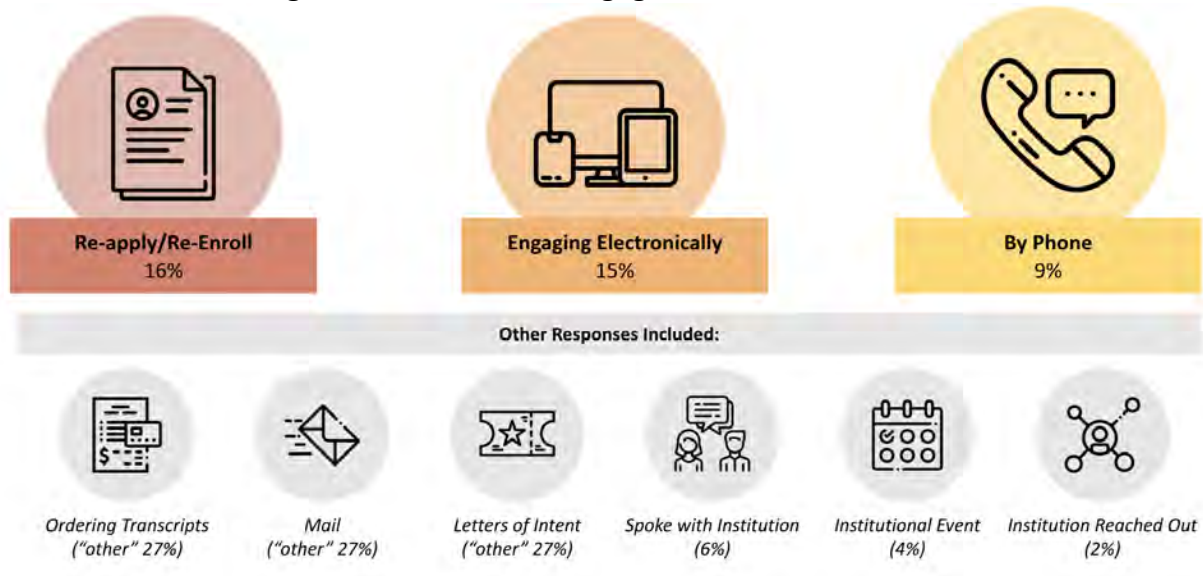 Re-apply/Re-Enroll
16%
Engaging Electronically
15%
By Phone
9%
Other Responses Included:
$
Ordering Transcripts
("other" 27%)
Mail
("other" 27%)
Letters of Intent
("other" 27%)
Spoke with Institution
(6%)
Institutional Event
(4%)
Institution Reached Out
(2%)